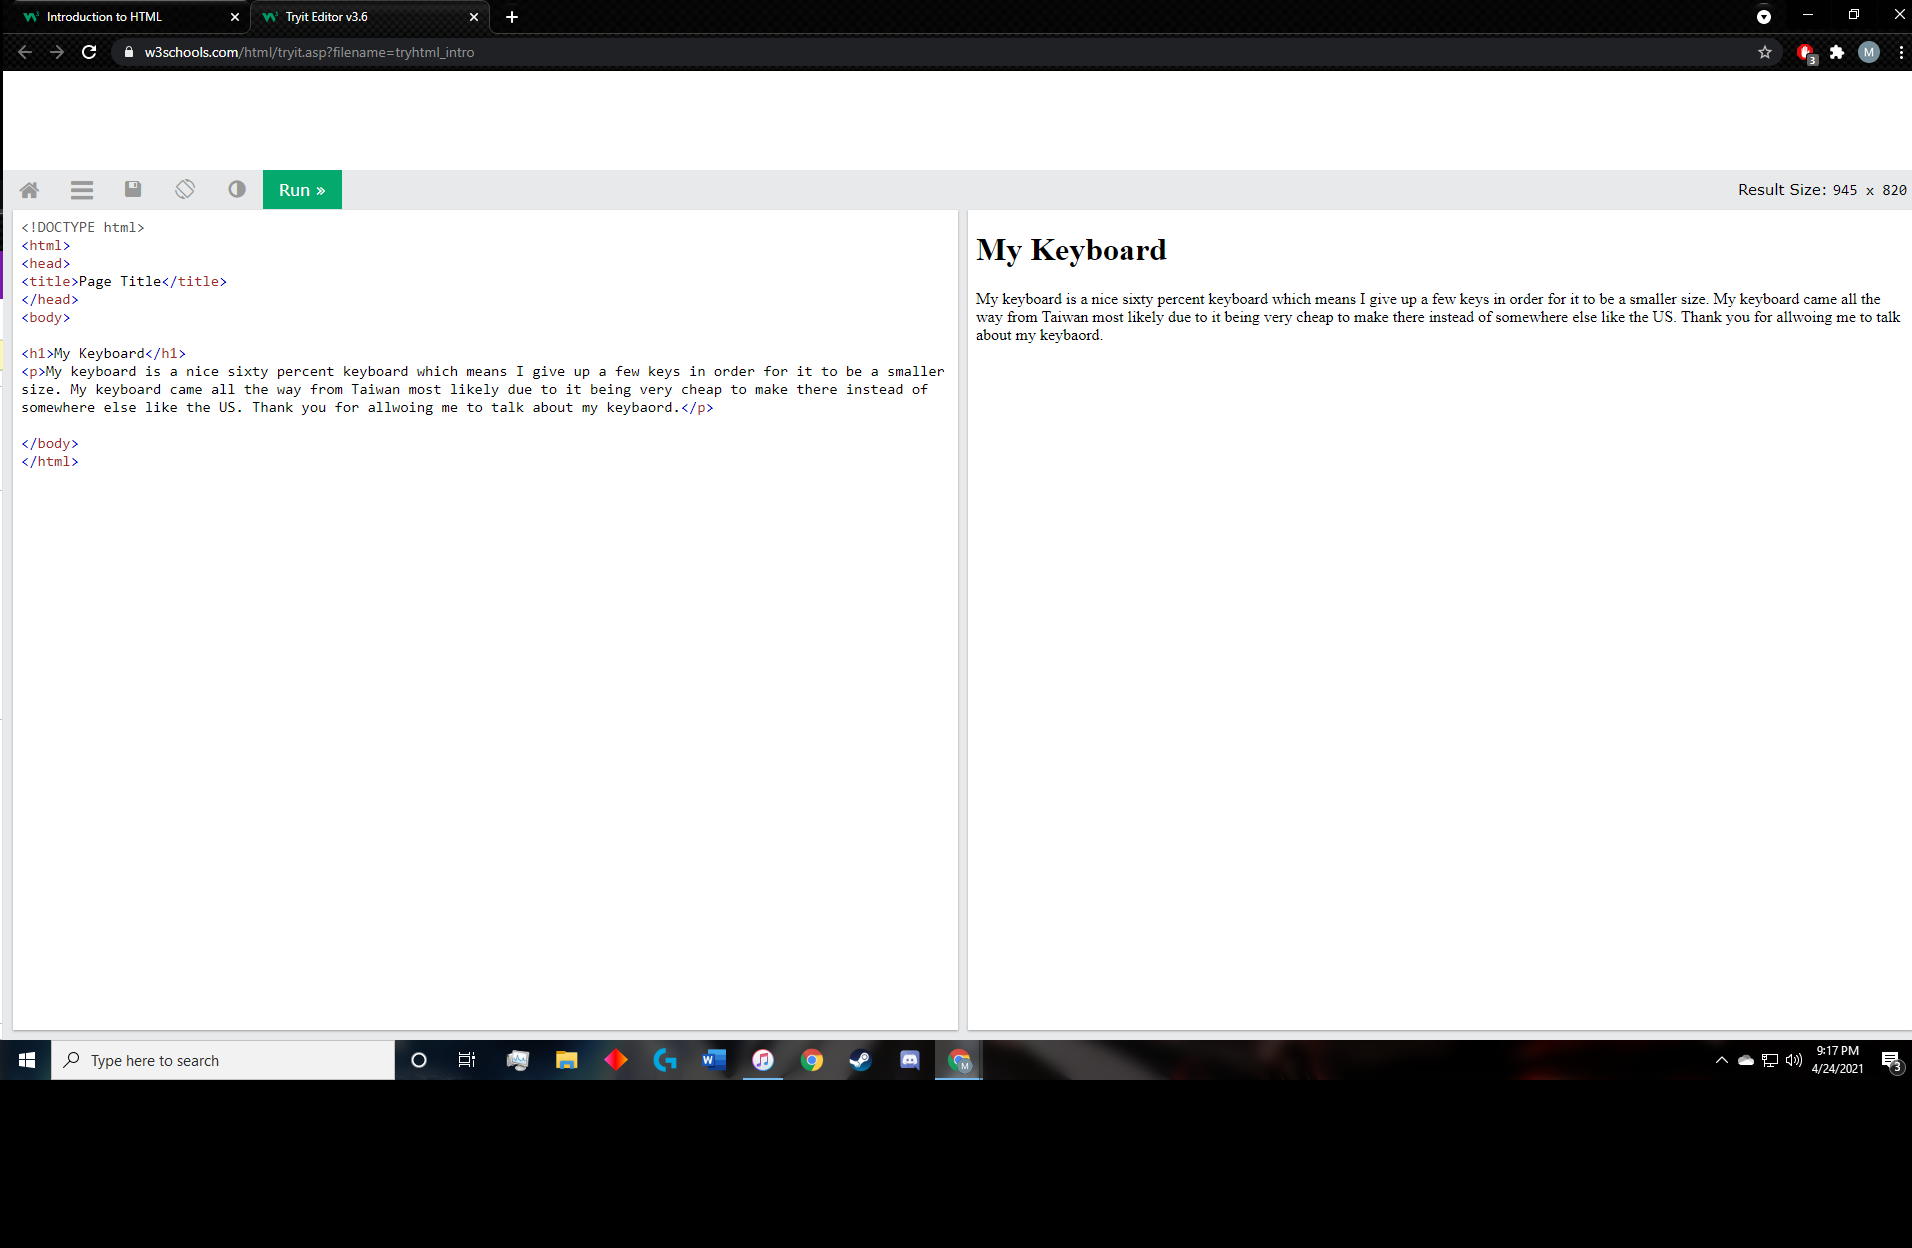 Introduction to HTML
Tryit Editor v3.6
w3schools.com/html/tryit.asp?filename=tryhtml_intro
3
M
Run »
Result Size: 945 x 820
<!DOCTYPE html>
<html>
<head>
<title>Page Title</title>
</head>
<body>
<h1>My Keyboard</h1>
<p>My keyboard is a nice sixty percent keyboard which means I give up a few keys in order for it to be a smaller
size. My keyboard came all the way from Taiwan most likely due to it being very cheap to make there instead of
somewhere else like the US. Thank you for allwoing me to talk about my keybaord.</p>
</body>
</html>
My Keyboard
My keyboard is a nice sixty percent keyboard which means I give up a few keys in order for it to be a smaller size. My keyboard came all the
way from Taiwan most likely due to it being very cheap to make there instead of somewhere else like the US. Thank you for allwoing me to talk
about my keybaord.
Type here to search
W
M
9:17 PM
4/24/2021
3